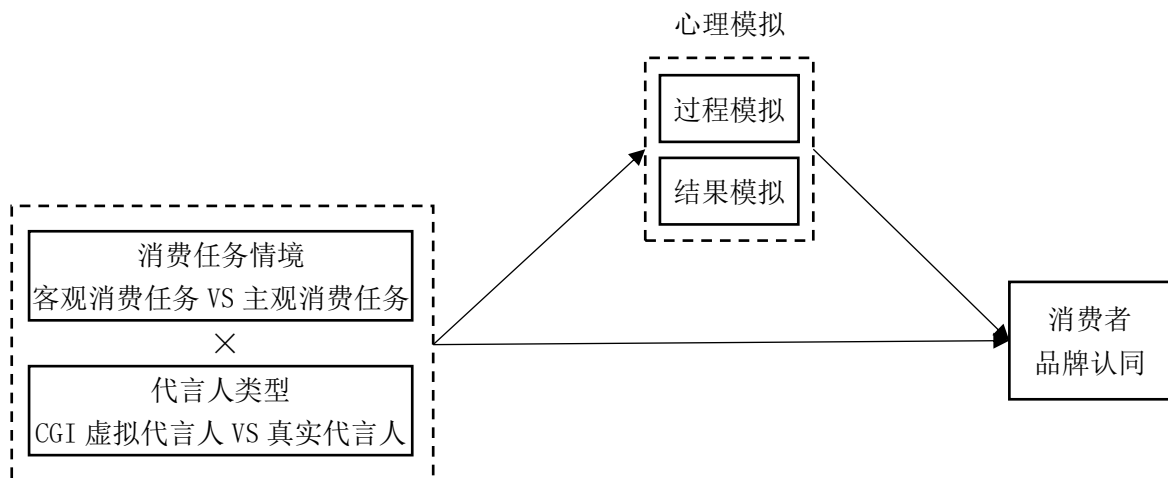 心理模拟
过程模拟
结果模拟
消费任务情境
客观消费任务 VS 主观消费任务
×
代言人类型
CGI 虚拟代言人 VS 真实代言人
消费者
品牌认同